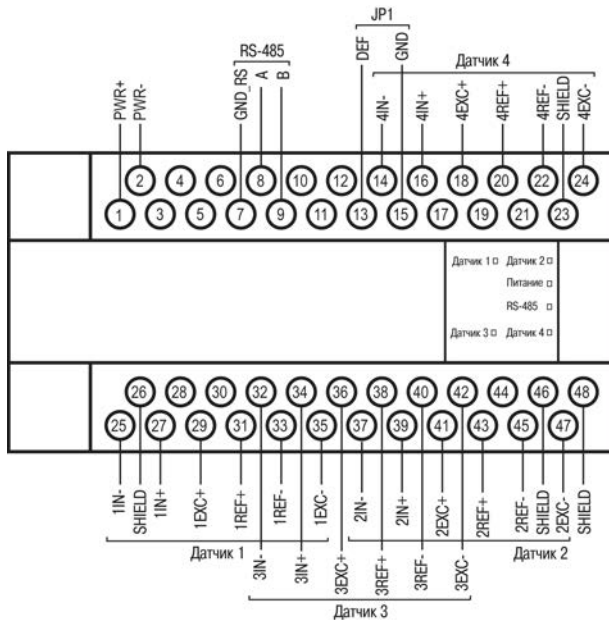 JP1
RS-485
Датчик 4
PWR+ PWR- GND_RS A B DEF GND 4IN- 4IN+ 4EXC+ 4REF+ 4REF- SHIELD 4EXC-
2 4 6 8 10 12 14 16 18 20 22 24
1 3 5 7 9 11 13 15 17 19 21 23
Датчик 1 Датчик 2
Питание
RS-485
Датчик 3 Датчик 4
26 28 30 32 34 36 38 40 42 44 46 48
25 27 29 31 33 35 37 39 41 43 45 47
1IN- SHIELD 1IN+ 1EXC+ 1REF+ 1REF- 1EXC- 2IN- 2IN+ 2EXC+ 2REF+ 2REF- SHIELD 2EXC- SHIELD
Датчик 1 Датчик 2
3IN- 3IN+ 3EXC+ 3REF+ 3REF- 3EXC-
Датчик 3